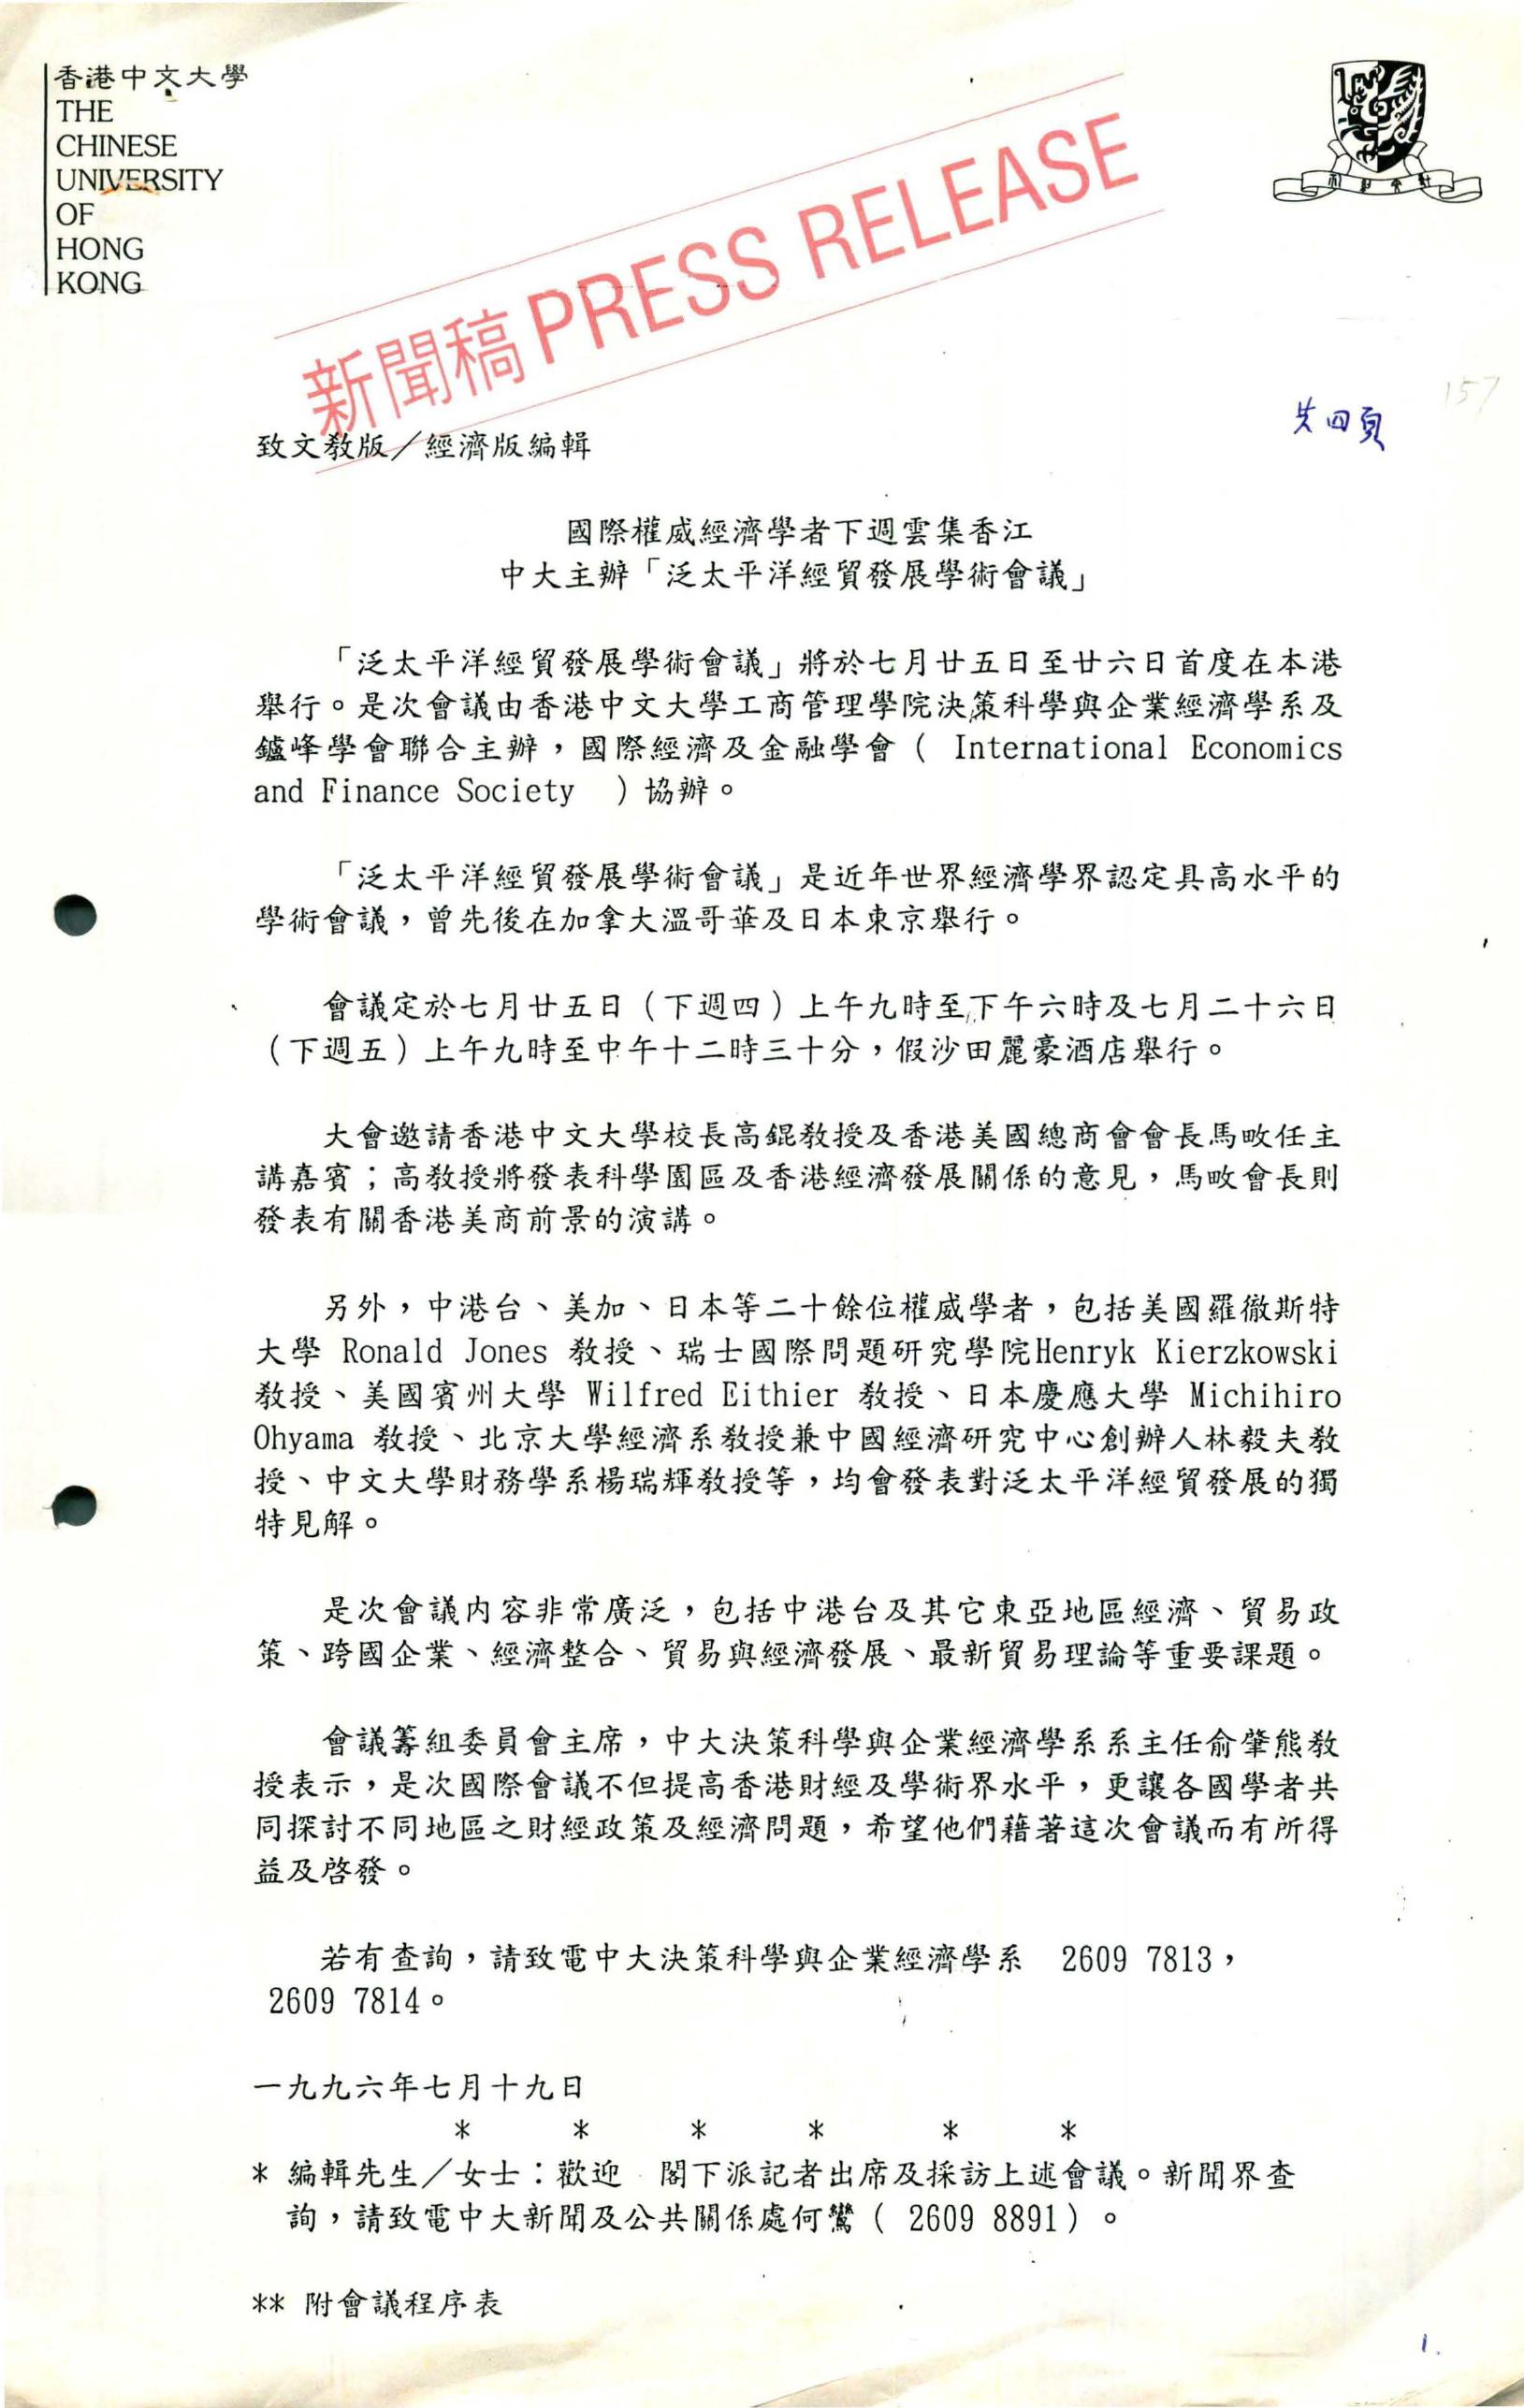 香港中文大學
THE
CHINESE
UNIVERSITY
OF
HONG
KONG
新聞稿 PRESS RELEASE
共四頁
157
致文教版／經濟版編輯
國際權威經濟學者下週雲集香江
中大主辦「泛太平洋經貿發展學術會議」
「泛太平洋經貿發展學術會議」將於七月廿五日至廿六日首度在本港
舉行。是次會議由香港中文大學工商管理學院決策科學與企業經濟學系及
鑪峰學會聯合主辦，國際經濟及金融學會（ International Economics
and Finance Society ）協辦。
「泛太平洋經貿發展學術會議」是近年世界經濟學界認定具高水平的
學術會議，曾先後在加拿大溫哥華及日本東京舉行。
會議定於七月廿五日（下週四）上午九時至下午六時及七月二十六日
（下週五）上午九時至中午十二時三十分，假沙田麗豪酒店舉行。
大會邀請香港中文大學校長高錕教授及香港美國總商會會長馬畋任主
講嘉賓；高教授將發表科學園區及香港經濟發展關係的意見，馬畋會長則
發表有關香港美商前景的演講。
另外，中港台、美加、日本等二十餘位權威學者，包括美國羅徹斯特
大學 Ronald Jones 教授、瑞士國際問題研究學院Henryk Kierzkowski
教授、美國賓州大學 Wilfred Eithier 教授、日本慶應大學 Michihiro
Ohyama 教授、北京大學經濟系教授兼中國經濟研究中心創辦人林毅夫教
授、中文大學財務學系楊瑞輝教授等，均會發表對泛太平洋經貿發展的獨
特見解。
是次會議內容非常廣泛，包括中港台及其它東亞地區經濟、貿易政
策、跨國企業、經濟整合、貿易與經濟發展、最新貿易理論等重要課題。
會議籌組委員會主席，中大決策科學與企業經濟學系系主任俞肇熊教
授表示，是次國際會議不但提高香港財經及學術界水平，更讓各國學者共
同探討不同地區之財經政策及經濟問題，希望他們藉著這次會議而有所得
益及啓發。
若有查詢，請致電中大決策科學與企業經濟學系 2609 7813，
2609 7814。
一九九六年七月十九日
* * * * * *
* 編輯先生／女士：歡迎 閣下派記者出席及採訪上述會議。新聞界查
詢，請致電中大新聞及公共關係處何鸞（ 2609 8891）。
** 附會議程序表
1.